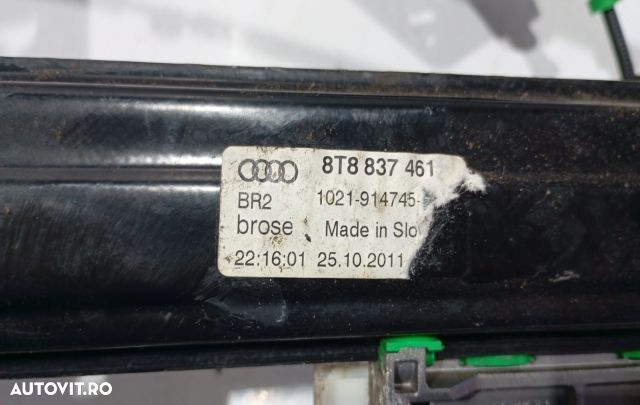 8T8 837 461
BR2 1021-914745-
brose Made in Slo
22:16:01 25.10.2011
AUTOVIT.RO